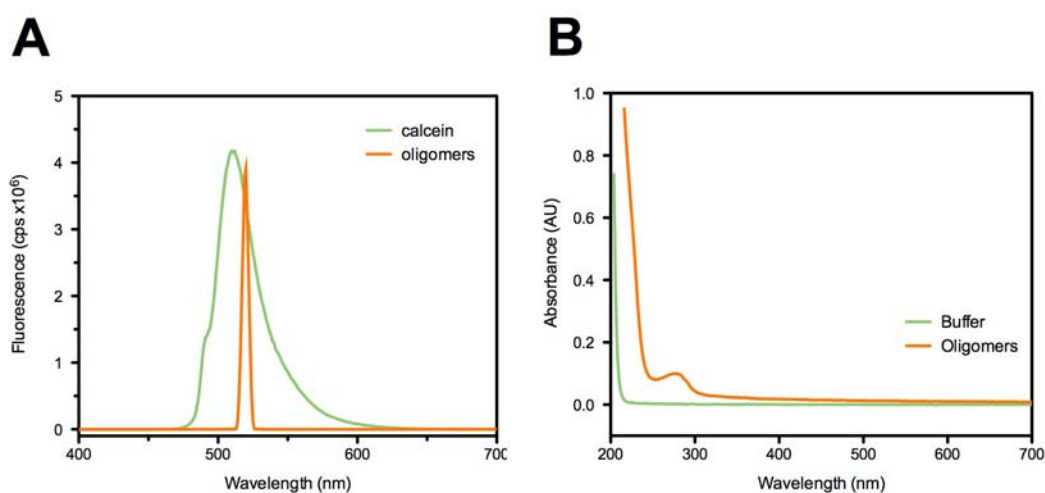 A
B
Fluorescence (cps x10⁶)
5
4
3
2
1
0
calcein
oligomers
400
500
600
700
Wavelength (nm)
Absorbance (AU)
1.0
0.8
0.6
0.4
0.2
0.0
Buffer
Oligomers
200
300
400
500
600
700
Wavelength (nm)